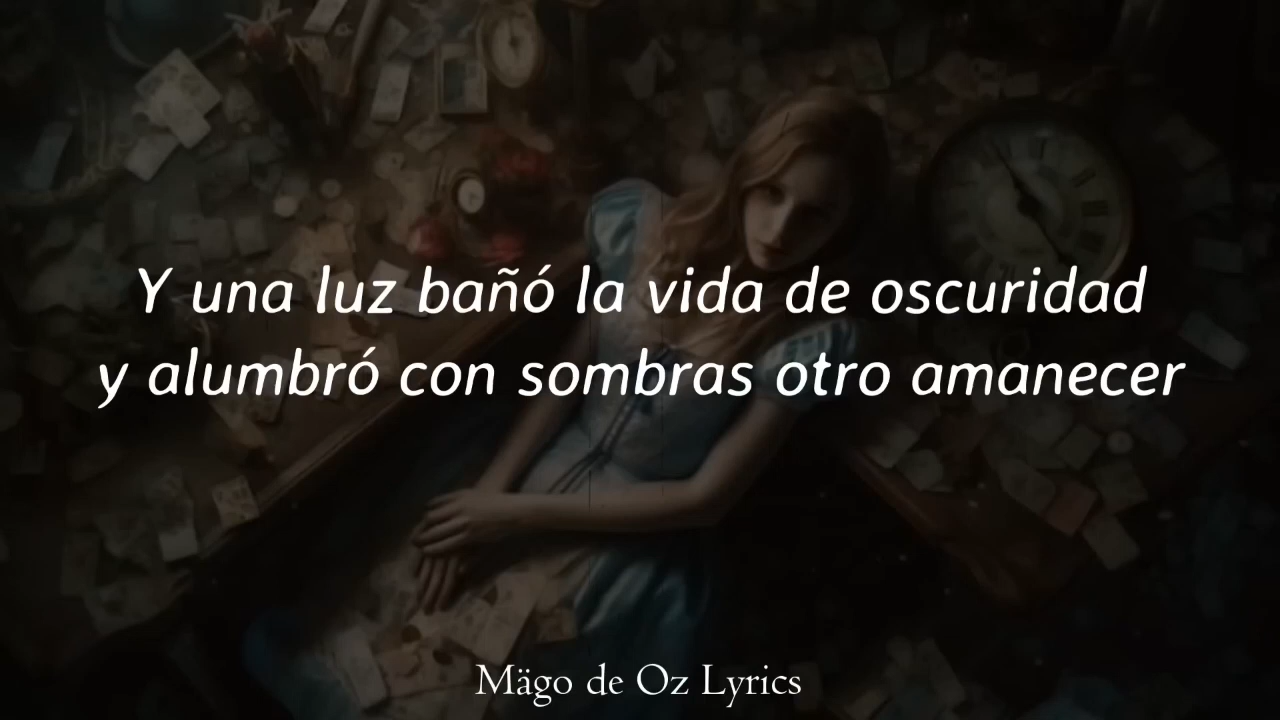 Y una luz bañó la vida de oscuridad
y alumbró con sombras otro amanecer
Mägo de Oz Lyrics